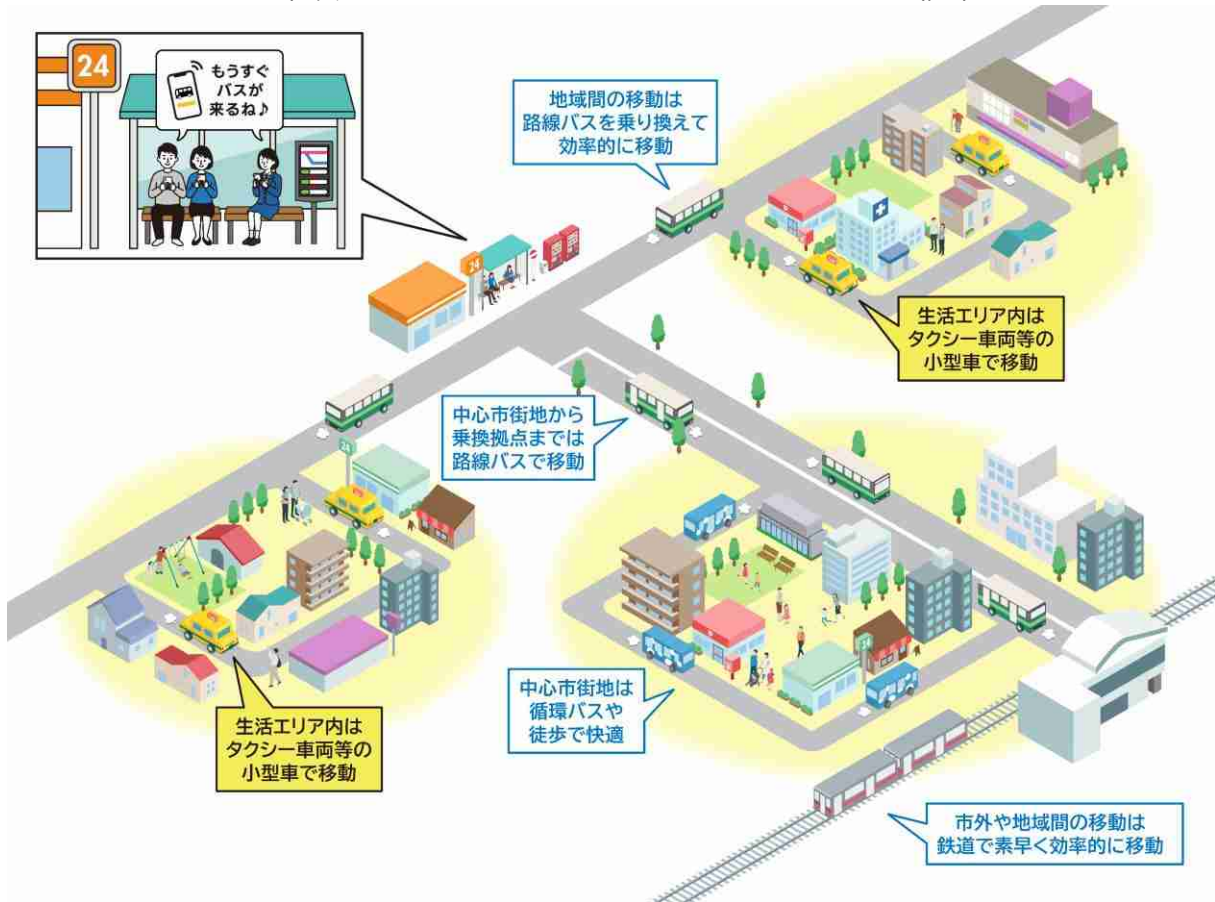 24
もうすぐ
バスが
来るね♪
地域間の移動は
路線バスを乗り換えて
効率的に移動
24
生活エリア内は
タクシー車両等の
小型車で移動
中心市街地から
乗換拠点までは
路線バスで移動
24
生活エリア内は
タクシー車両等の
小型車で移動
中心市街地は
循環バスや
徒歩で快適
市外や地域間の移動は
鉄道で素早く効率的に移動